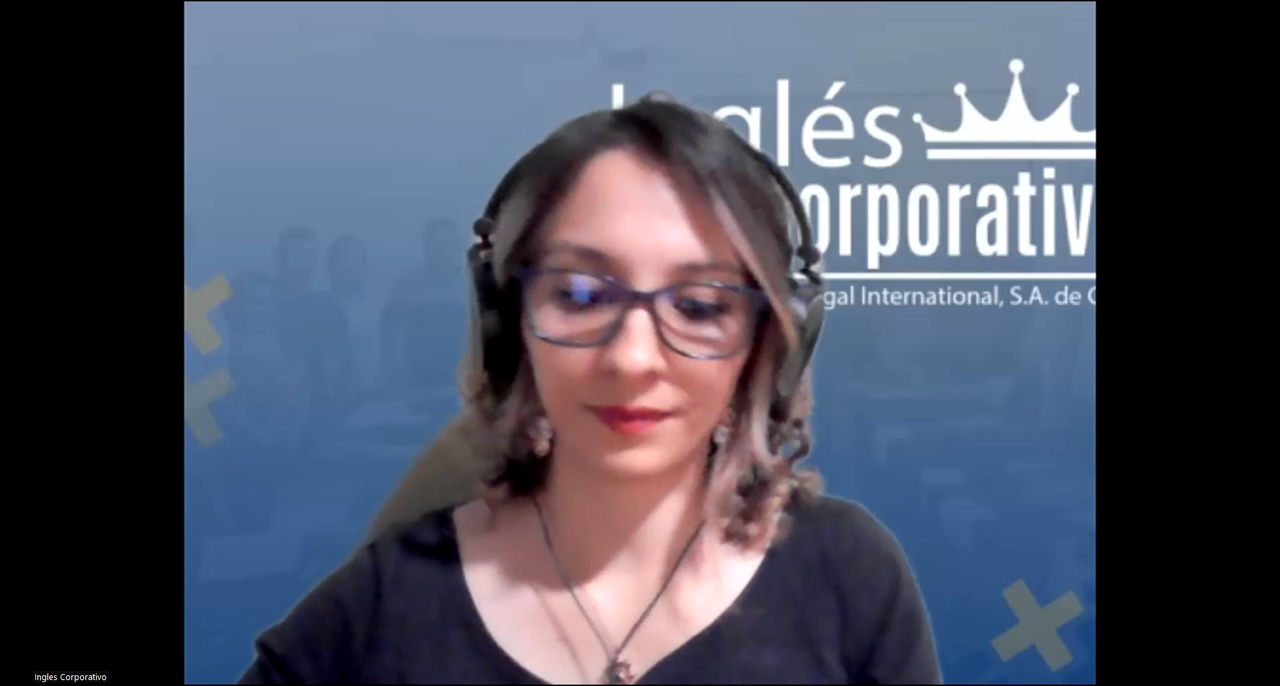 glés
orporativ
gal International, S.A. de C
Ingles Corporativo